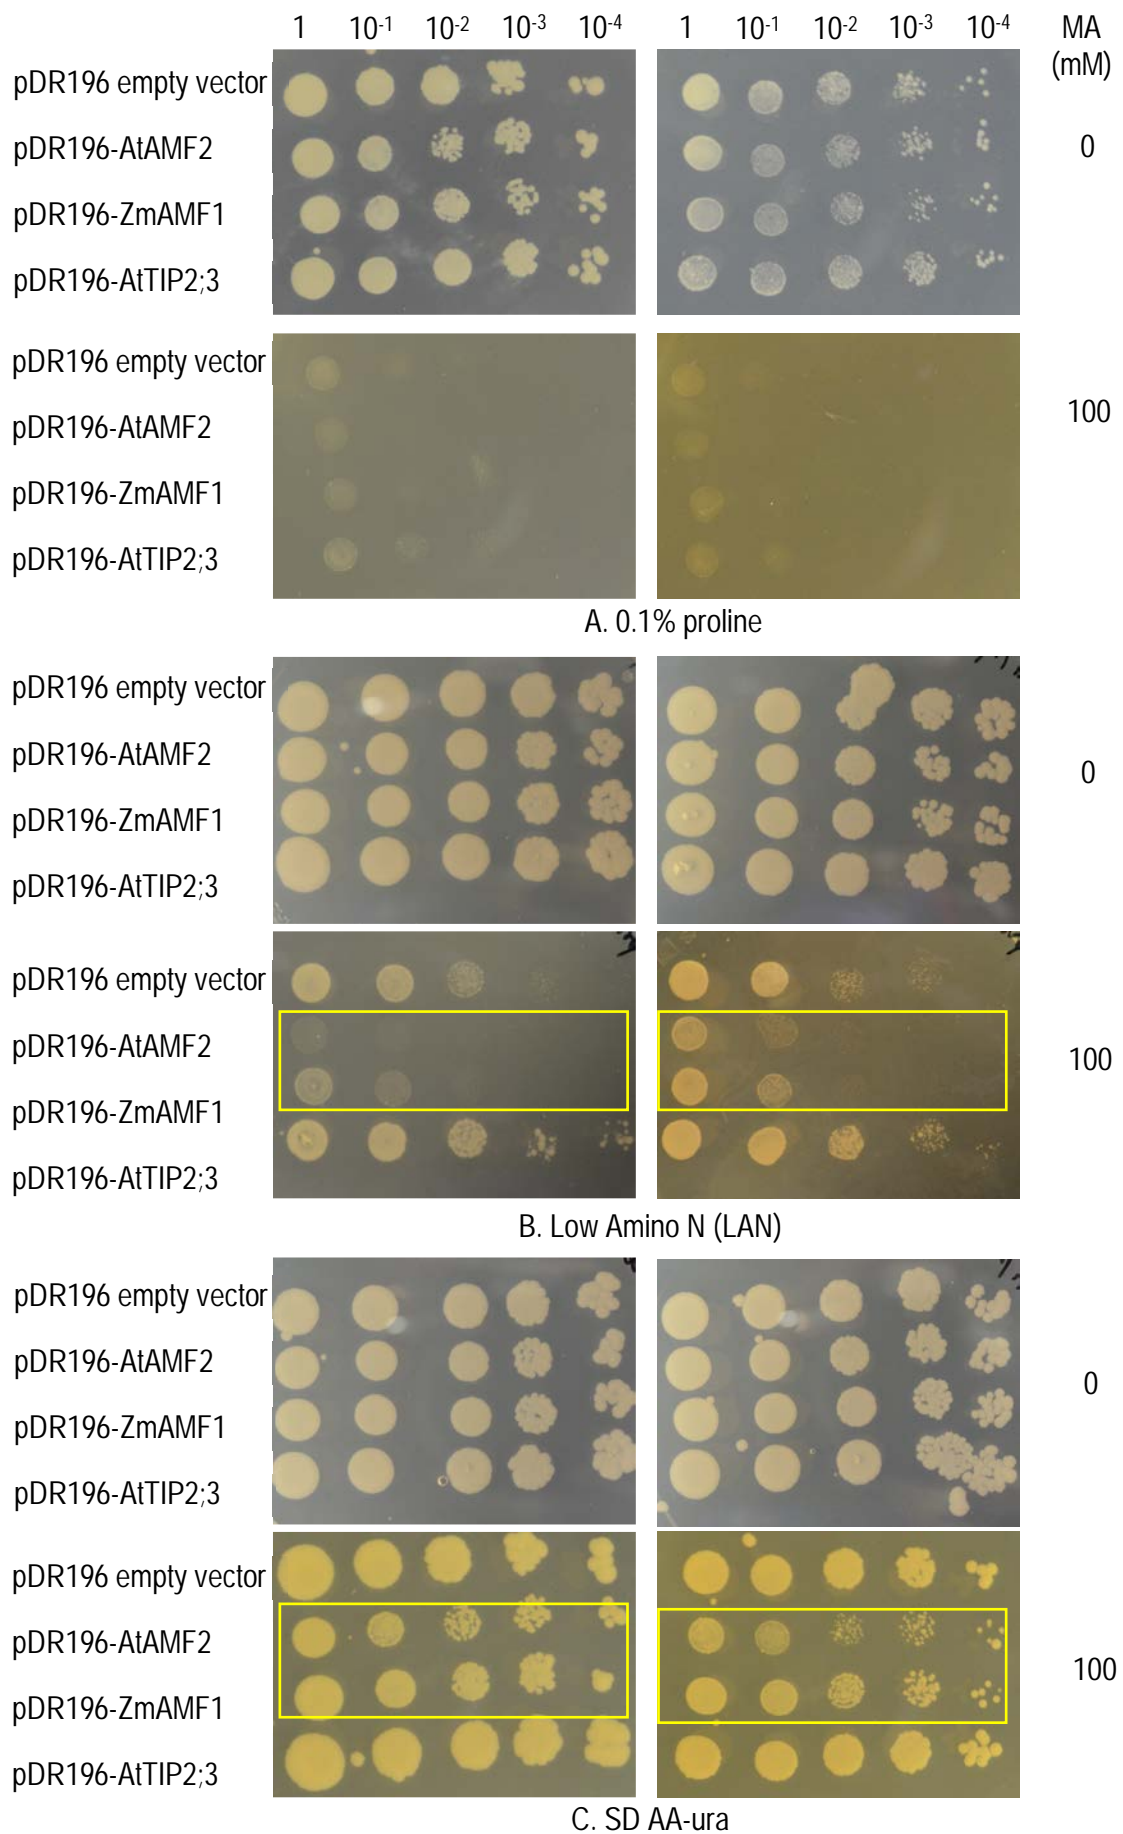 1 10⁻¹ 10⁻² 10⁻³ 10⁻⁴ 1 10⁻¹ 10⁻² 10⁻³ 10⁻⁴ MA
(mM)
pDR196 empty vector
pDR196-AtAMF2 0
pDR196-ZmAMF1
pDR196-AtTIP2;3
pDR196 empty vector
pDR196-AtAMF2 100
pDR196-ZmAMF1
pDR196-AtTIP2;3
A. 0.1% proline
pDR196 empty vector
pDR196-AtAMF2 0
pDR196-ZmAMF1
pDR196-AtTIP2;3
pDR196 empty vector
pDR196-AtAMF2 100
pDR196-ZmAMF1
pDR196-AtTIP2;3
B. Low Amino N (LAN)
pDR196 empty vector
pDR196-AtAMF2 0
pDR196-ZmAMF1
pDR196-AtTIP2;3
pDR196 empty vector
pDR196-AtAMF2 100
pDR196-ZmAMF1
pDR196-AtTIP2;3
C. SD AA-ura